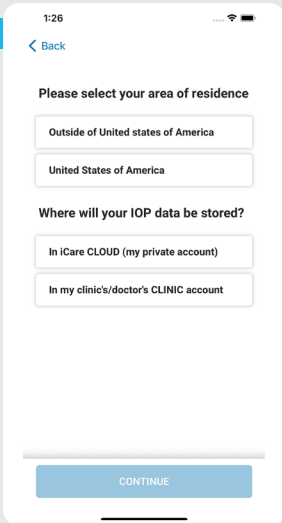 1:26
Back
Please select your area of residence
Outside of United states of America
United States of America
Where will your IOP data be stored?
In iCare CLOUD (my private account)
In my clinic's/doctor's CLINIC account
CONTINUE